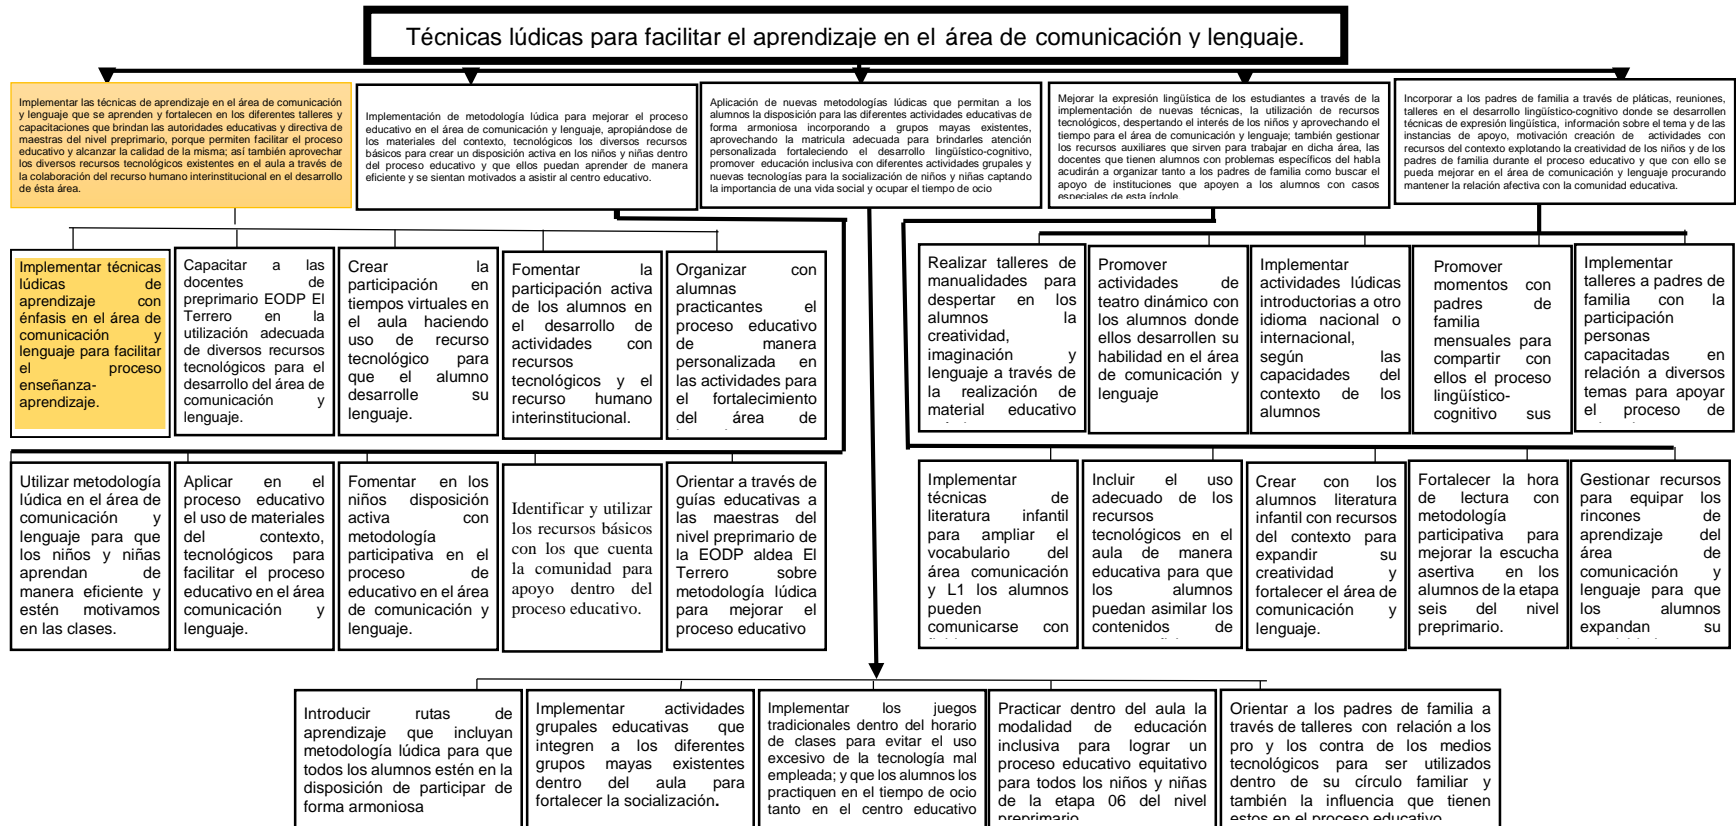 Técnicas lúdicas para facilitar el aprendizaje en el área de comunicación y lenguaje.
Implementar las técnicas de aprendizaje en el área de comunicación
y lenguaje que se aprenden y fortalecen en los diferentes talleres y
capacitaciones que brindan las autoridades educativas y directiva de
maestras del nivel preprimario, porque permiten facilitar el proceso
educativo y alcanzar la calidad de la misma; así también aprovechar
los diversos recursos tecnológicos existentes en el aula a través de
la colaboración del recurso humano interinstitucional en el desarrollo
de ésta área.
Implementación de metodología lúdica para mejorar el proceso
educativo en el área de comunicación y lenguaje, apropiándose de
los materiales del contexto, tecnológicos los diversos recursos
básicos para crear un disposición activa en los niños y niñas dentro
del proceso educativo y que ellos puedan aprender de manera
eficiente y se sientan motivados a asistir al centro educativo.
Aplicación de nuevas metodologías lúdicas que permitan a los
alumnos la disposición para las diferentes actividades educativas de
forma armoniosa incorporando a grupos mayas existentes,
aprovechando la matricula adecuada para brindarles atención
personalizada fortaleciendo el desarrollo lingüístico-cognitivo,
promover educación inclusiva con diferentes actividades grupales y
nuevas tecnologías para la socialización de niños y niñas captando
la importancia de una vida social y ocupar el tiempo de ocio
Mejorar la expresión lingüística de los estudiantes a través de la
implementación de nuevas técnicas, la utilización de recursos
tecnológicos, despertando el interés de los niños y aprovechando el
tiempo para el área de comunicación y lenguaje; también gestionar
los recursos auxiliares que sirven para trabajar en dicha área, las
docentes que tienen alumnos con problemas específicos del habla
acudirán a organizar tanto a los padres de familia como buscar el
apoyo de instituciones que apoyen a los alumnos con casos
especiales de esta índole
Incorporar a los padres de familia a través de pláticas, reuniones,
talleres en el desarrollo lingüístico-cognitivo donde se desarrollen
técnicas de expresión lingüística, información sobre el tema y de las
instancias de apoyo, motivación creación de actividades con
recursos del contexto explotando la creatividad de los niños y de los
padres de familia durante el proceso educativo y que con ello se
pueda mejorar en el área de comunicación y lenguaje procurando
mantener la relación afectiva con la comunidad educativa.
Implementar técnicas
lúdicas de
aprendizaje con
énfasis en el área de
comunicación y
lenguaje para facilitar
el proceso
enseñanza-
aprendizaje.
Capacitar a las
docentes de
preprimario EODP El
Terrero en la
utilización adecuada
de diversos recursos
tecnológicos para el
desarrollo del área de
comunicación y
lenguaje.
Crear la
participación en
tiempos virtuales en
el aula haciendo
uso de recurso
tecnológico para
que el alumno
desarrolle su
lenguaje.
Fomentar la
participación activa
de los alumnos en
el desarrollo de
actividades con
recursos
tecnológicos y el
recurso humano
interinstitucional.
Organizar con
alumnas
practicantes el
proceso educativo
de manera
personalizada en
las actividades para
el fortalecimiento
del área de
Realizar talleres de
manualidades para
despertar en los
alumnos la
creatividad,
imaginación y
lenguaje a través de
la realización de
material educativo
Promover
actividades de
teatro dinámico con
los alumnos donde
ellos desarrollen su
habilidad en el área
de comunicación y
lenguaje
Implementar
actividades lúdicas
introductorias a otro
idioma nacional o
internacional,
según las
capacidades del
contexto de los
alumnos
Promover
momentos con
padres de
familia
mensuales para
compartir con
ellos el proceso
lingüístico-
cognitivo sus
Implementar
talleres a padres de
familia con la
participación
personas
capacitadas en
relación a diversos
temas para apoyar
el proceso de
Utilizar metodología
lúdica en el área de
comunicación y
lenguaje para que
los niños y niñas
aprendan de
manera eficiente y
estén motivamos
en las clases.
Aplicar en el
proceso educativo
el uso de materiales
del contexto,
tecnológicos para
facilitar el proceso
educativo en el área
comunicación y
lenguaje.
Fomentar en los
niños disposición
activa con
metodología
participativa en el
proceso de
educativo en el área
de comunicación y
lenguaje.
Identificar y utilizar
los recursos básicos
con los que cuenta
la comunidad para
apoyo dentro del
proceso educativo.
Orientar a través de
guías educativas a
las maestras del
nivel preprimario de
la EODP aldea El
Terrero sobre
metodología lúdica
para mejorar el
proceso educativo
Implementar
técnicas de
literatura infantil
para ampliar el
vocabulario del
área comunicación
y L1 los alumnos
pueden
comunicarse con
Incluir el uso
adecuado de los
recursos
tecnológicos en el
aula de manera
educativa para que
los alumnos
puedan asimilar los
contenidos de
Crear con los
alumnos literatura
infantil con recursos
del contexto para
expandir su
creatividad y
fortalecer el área de
comunicación y
lenguaje.
Fortalecer la hora
de lectura con
metodología
participativa para
mejorar la escucha
asertiva en los
alumnos de la etapa
seis del nivel
preprimario.
Gestionar recursos
para equipar los
rincones de
aprendizaje del
área de
comunicación y
lenguaje para que
los alumnos
expandan su
Introducir rutas de
aprendizaje que incluyan
metodología lúdica para que
todos los alumnos estén en la
disposición de participar de
forma armoniosa
Implementar actividades
grupales educativas que
integren a los diferentes
grupos mayas existentes
dentro del aula para
fortalecer la socialización.
Implementar los juegos
tradicionales dentro del horario
de clases para evitar el uso
excesivo de la tecnología mal
empleada; y que los alumnos los
practiquen en el tiempo de ocio
tanto en el centro educativo
Practicar dentro del aula la
modalidad de educación
inclusiva para lograr un
proceso educativo equitativo
para todos los niños y niñas
de la etapa 06 del nivel
preprimario
Orientar a los padres de familia a
través de talleres con relación a los
pro y los contra de los medios
tecnológicos para ser utilizados
dentro de su círculo familiar y
también la influencia que tienen
estos en el proceso educativo